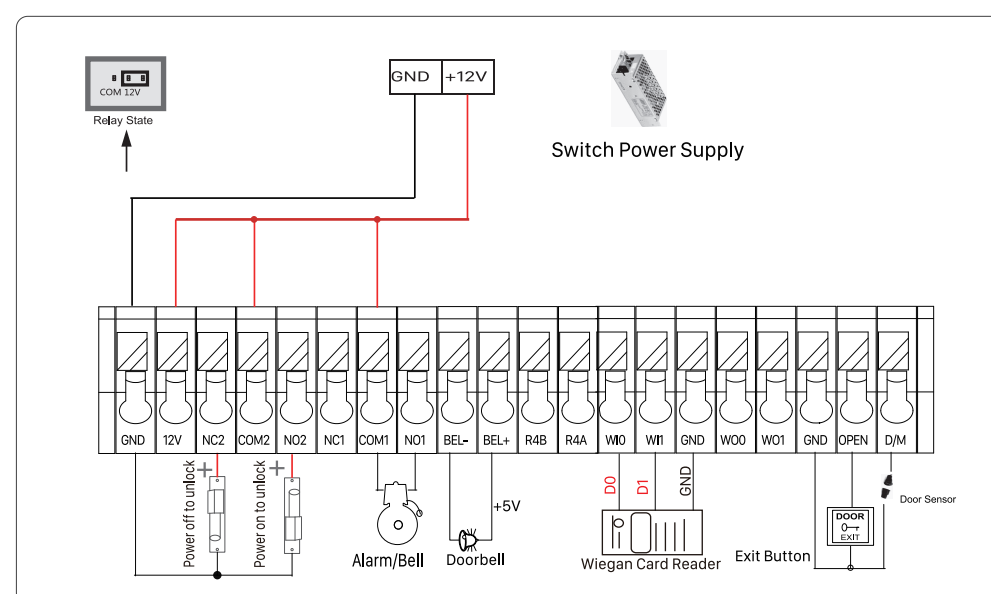 GND +12V
COM 12V
Relay State
Switch Power Supply
GND 12V NC2 COM2 NO2 NC1 COM1 NO1 BEL- BEL+ R4B R4A WI0 WI1 GND WO0 WO1 GND OPEN D/M
Power off to unlock
+
Power on to unlock
+
D0
D1
GND
+5V
Door Sensor
DOOR
EXIT
Alarm/Bell
Doorbell
Wiegan Card Reader
Exit Button